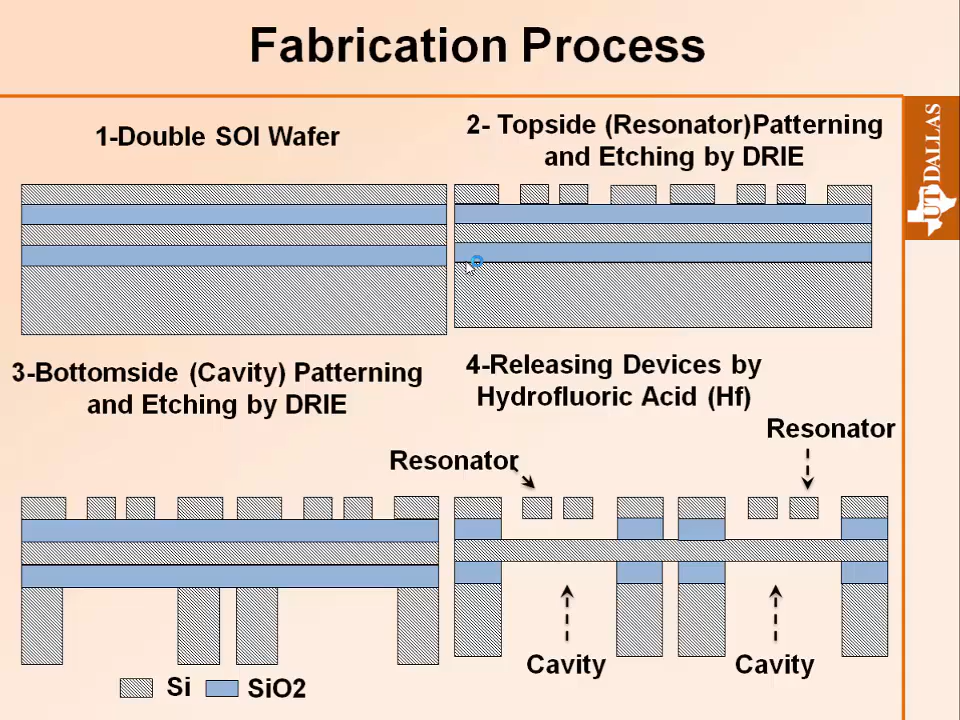 Fabrication Process
1-Double SOI Wafer
2- Topside (Resonator)Patterning
and Etching by DRIE
UT DALLAS
3-Bottomside (Cavity) Patterning
and Etching by DRIE
4-Releasing Devices by
Hydrofluoric Acid (Hf)
Resonator
Resonator
Cavity
Cavity
Si
SiO2